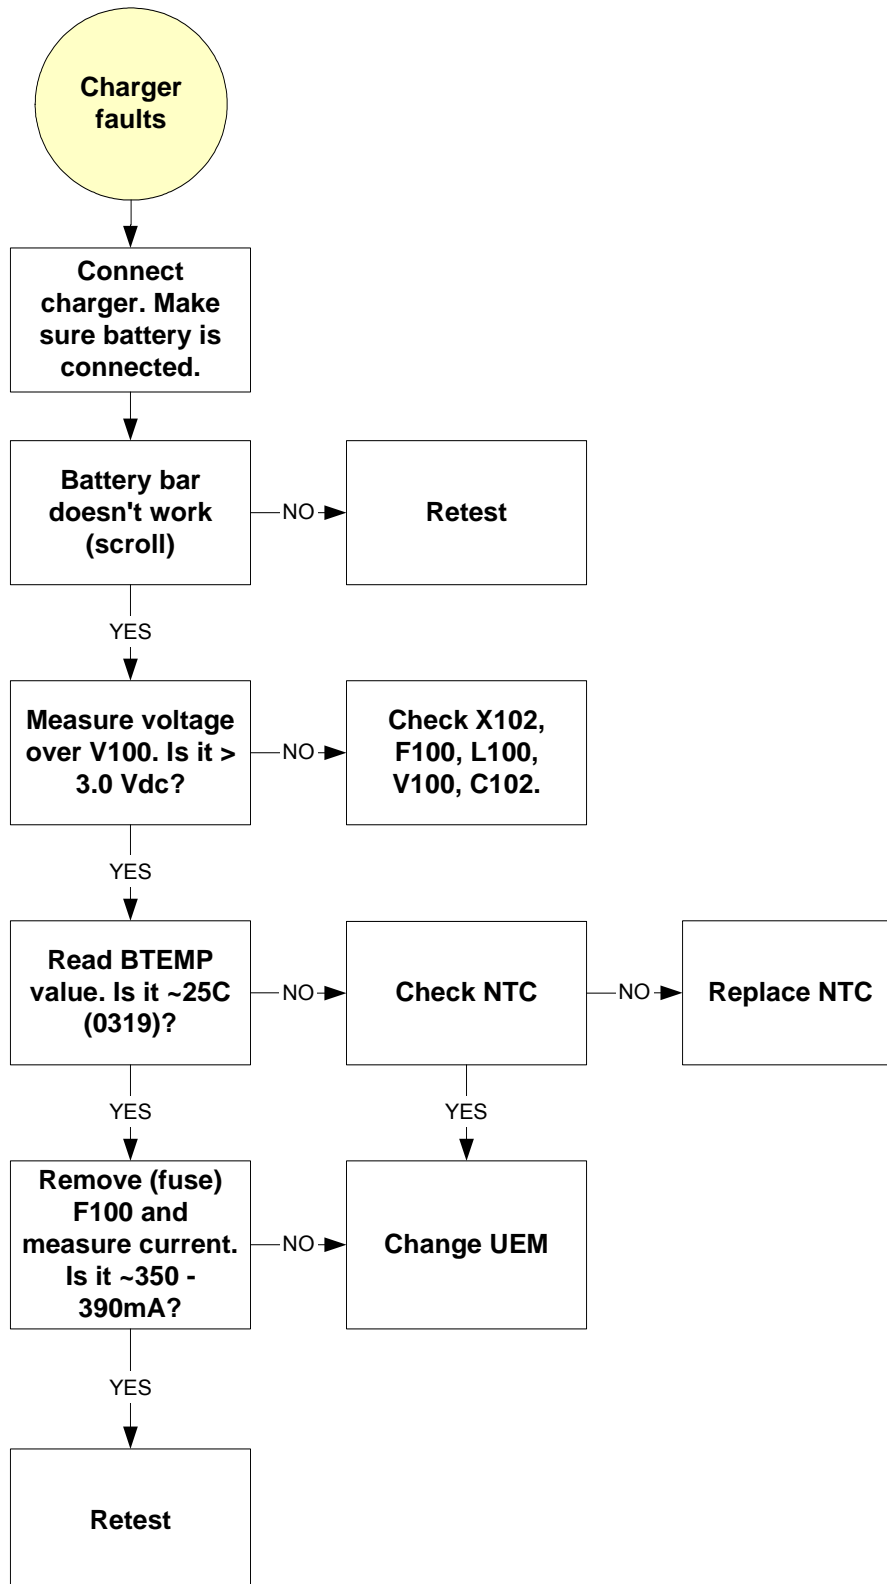 Charger
faults
Connect
charger. Make
sure battery is
connected.
Battery bar
doesn't work
(scroll)
NO
Retest
YES
Measure voltage
over V100. Is it >
3.0 Vdc?
NO
Check X102,
F100, L100,
V100, C102.
YES
Read BTEMP
value. Is it ~25C
(0319)?
NO
Check NTC
NO
Replace NTC
YES
YES
Remove (fuse)
F100 and
measure current.
Is it ~350 -
390mA?
NO
Change UEM
YES
Retest